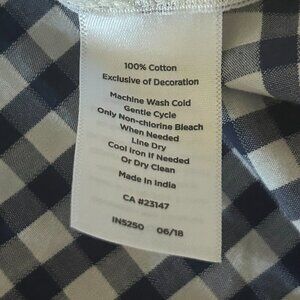 100% Cotton
Exclusive of Decoration
Machine Wash Cold
Gentle Cycle
Only Non-chlorine Bleach
When Needed
Line Dry
Cool Iron If Needed
Or Dry Clean
Made In India
CA #23147
INS250 06/18